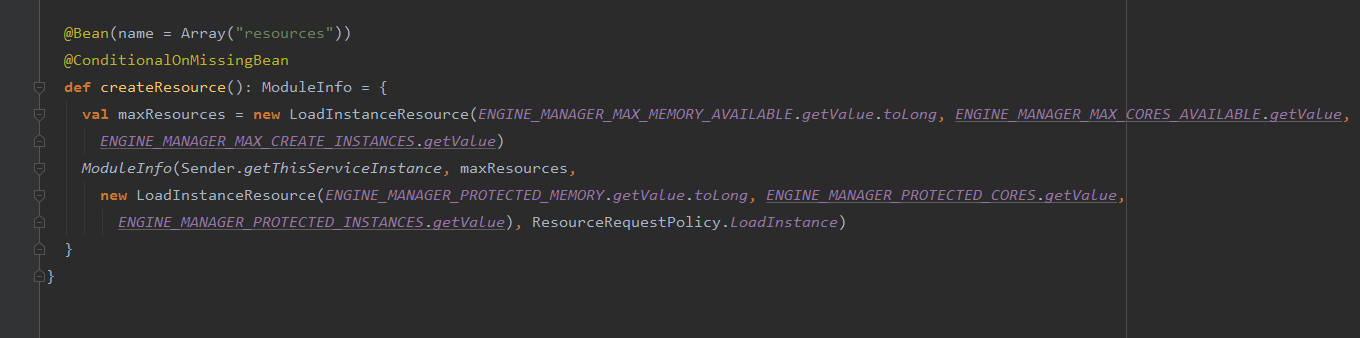 @Bean(name = Array("resources"))
@ConditionalOnMissingBean
def createResource(): ModuleInfo = {
val maxResources = new LoadInstanceResource(ENGINE_MANAGER_MAX_MEMORY_AVAILABLE.getValue.toLong, ENGINE_MANAGER_MAX_CORES_AVAILABLE.getValue,
ENGINE_MANAGER_MAX_CREATE_INSTANCES.getValue)
ModuleInfo(Sender.getThisServiceInstance, maxResources,
new LoadInstanceResource(ENGINE_MANAGER_PROTECTED_MEMORY.getValue.toLong, ENGINE_MANAGER_PROTECTED_CORES.getValue,
ENGINE_MANAGER_PROTECTED_INSTANCES.getValue), ResourceRequestPolicy.LoadInstance)
}
}